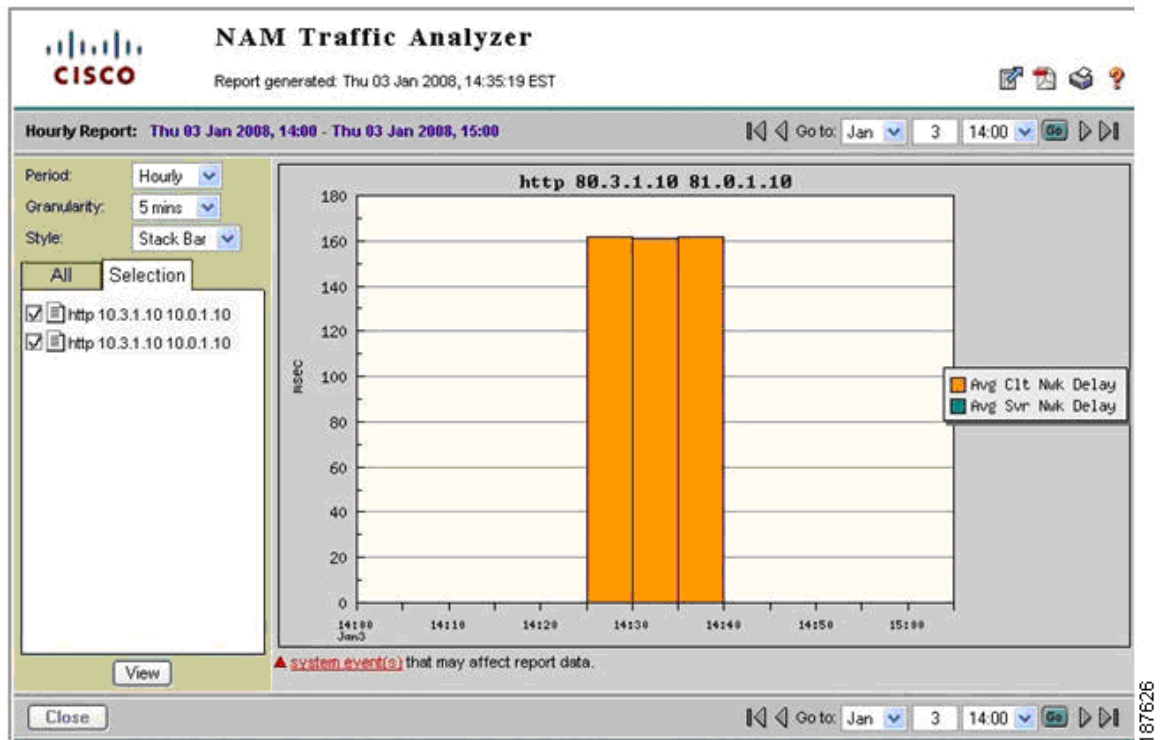 CISCO
NAM Traffic Analyzer
Report generated: Thu 03 Jan 2008, 14:35:19 EST
Hourly Report: Thu 03 Jan 2008, 14:00 - Thu 03 Jan 2008, 15:00
Go to: Jan 3 14:00 Go
Period: Hourly
Granularity: 5 mins
Style: Stack Bar
All Selection
http 10.3.1.10 10.0.1.10
http 10.3.1.10 10.0.1.10
View
http 80.3.1.10 81.0.1.10
180
160
140
120
100
80
60
40
20
0
msec
14:00 14:10 14:20 14:30 14:40 14:50 15:00
Jan3
Avg Clt Nwk Delay
Avg Svr Nwk Delay
system event(s) that may affect report data.
Close
Go to: Jan 3 14:00 Go
187626